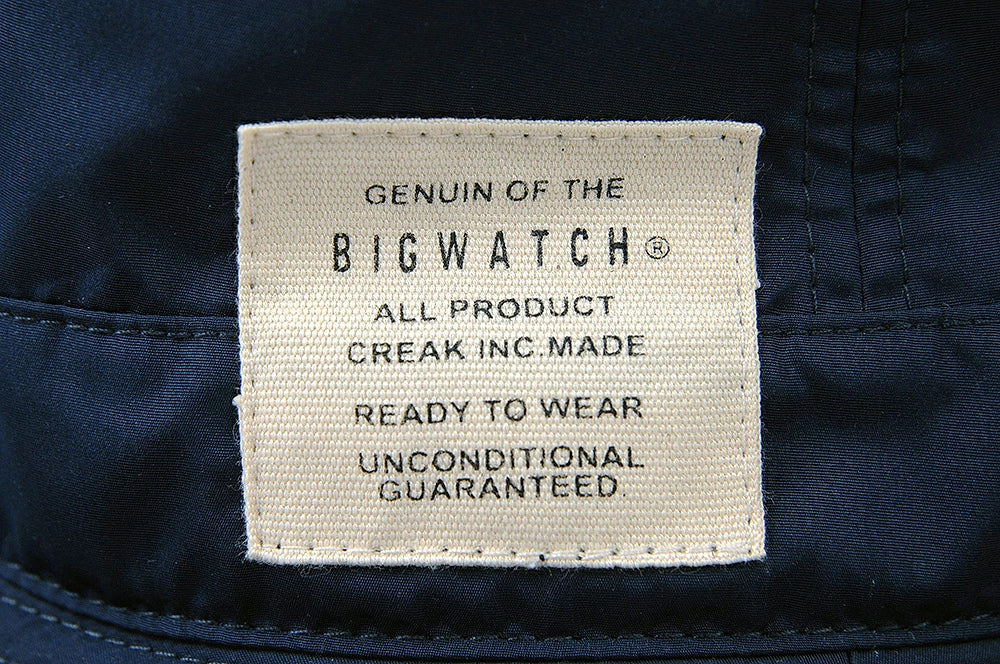 GENUIN OF THE
BIGWATCH®
ALL PRODUCT
CREAK INC.MADE
READY TO WEAR
UNCONDITIONAL
GUARANTEED.